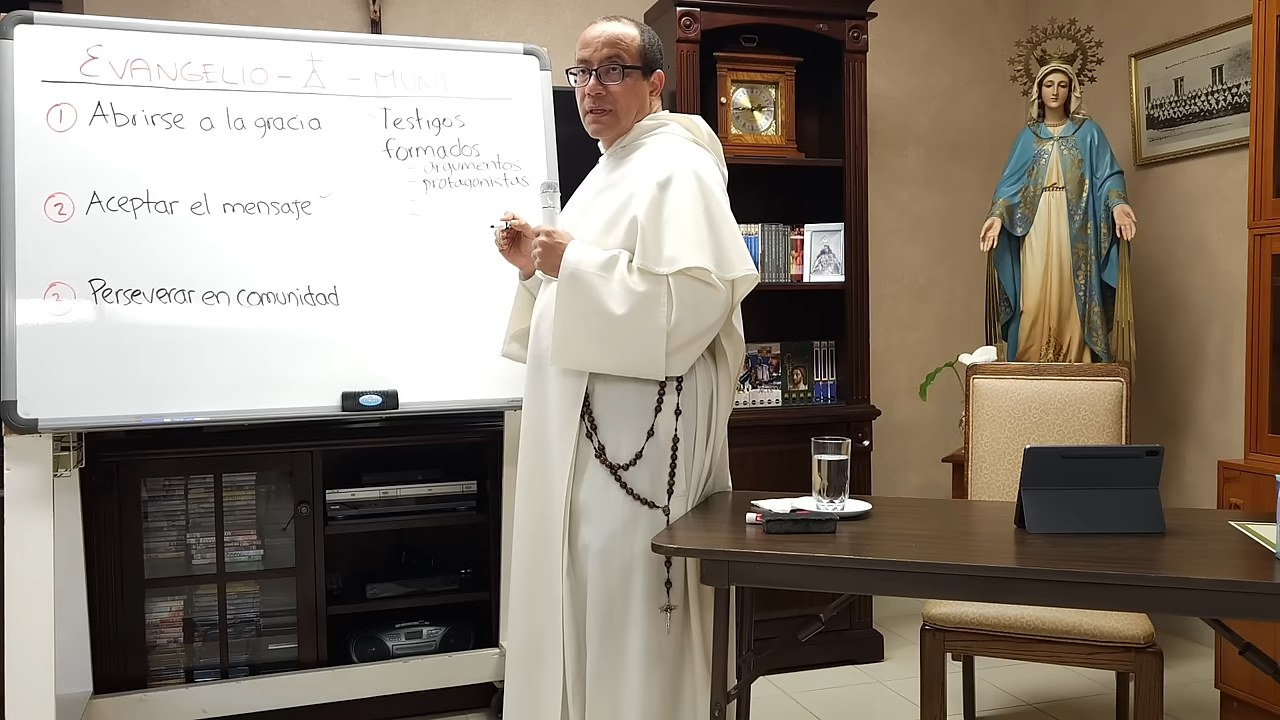 EVANGELIO - - MUN
① Abrirse a la gracia
② Aceptar el mensaje
③ Perseverar en comunidad
Testigos
formados
- argumentos
- protagonistas
-